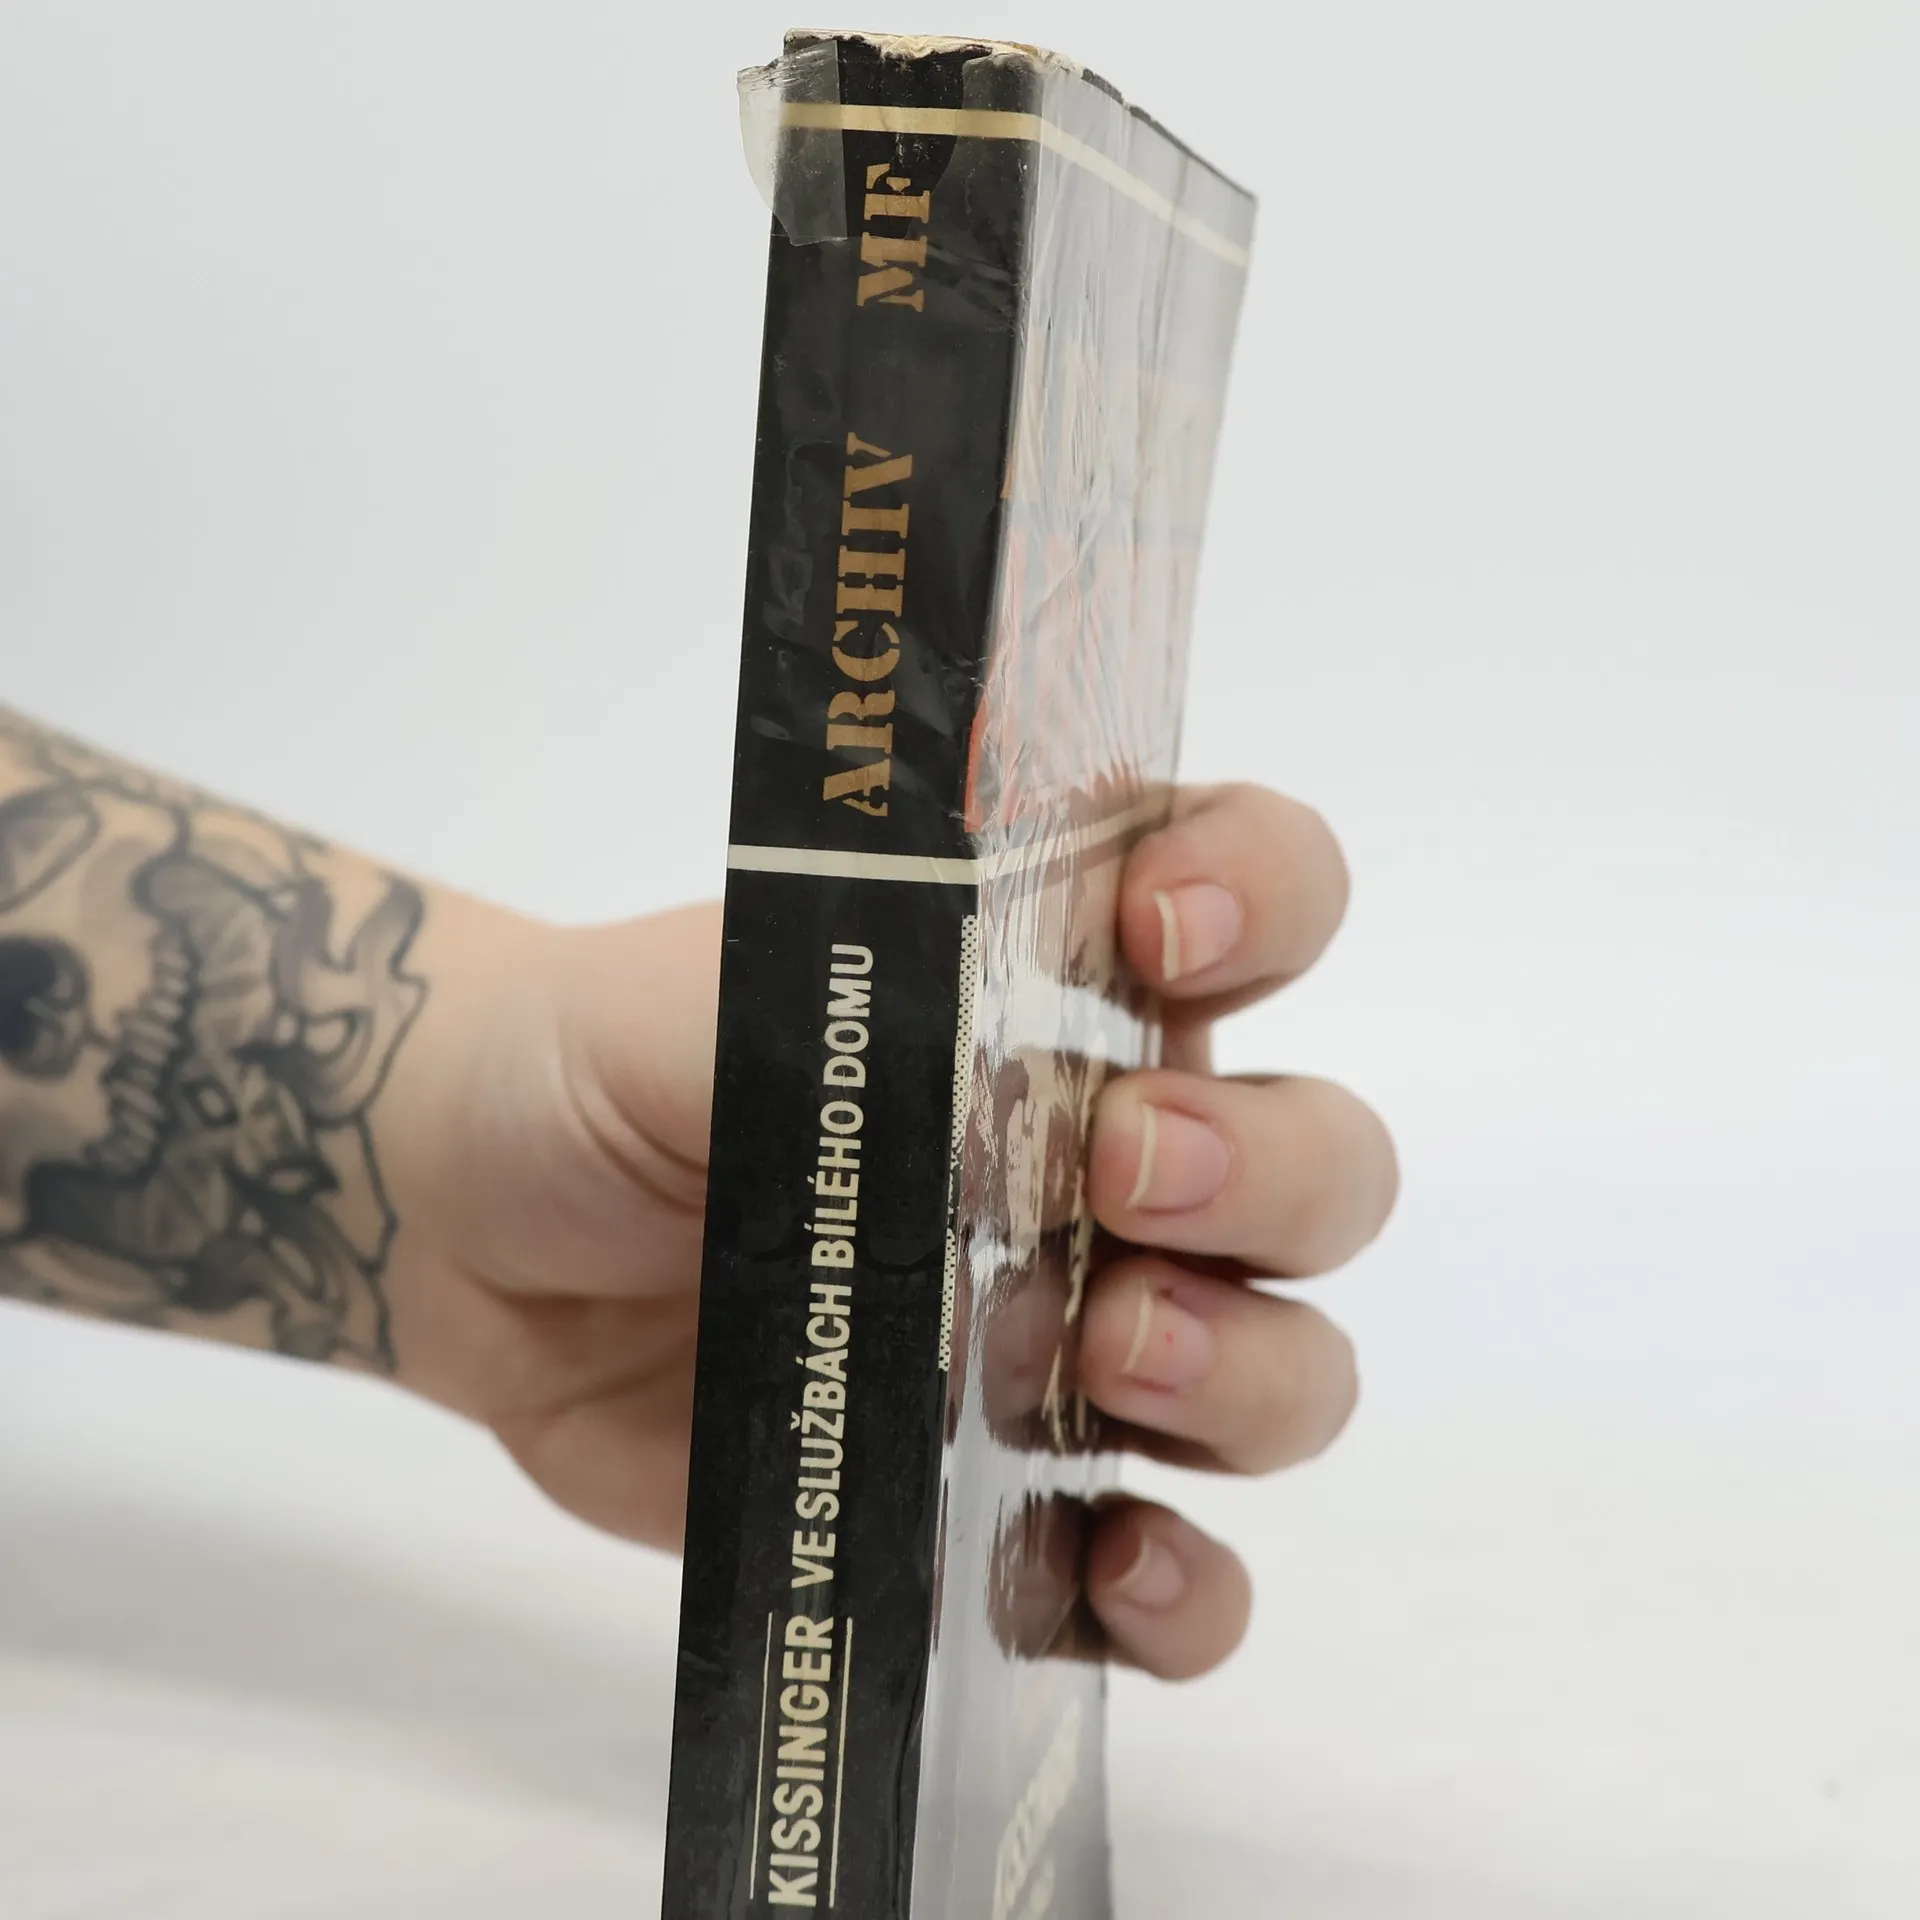 KISSINGER VE SLUŽBÁCH BÍLÉHO DOMU
ARCHIV MF